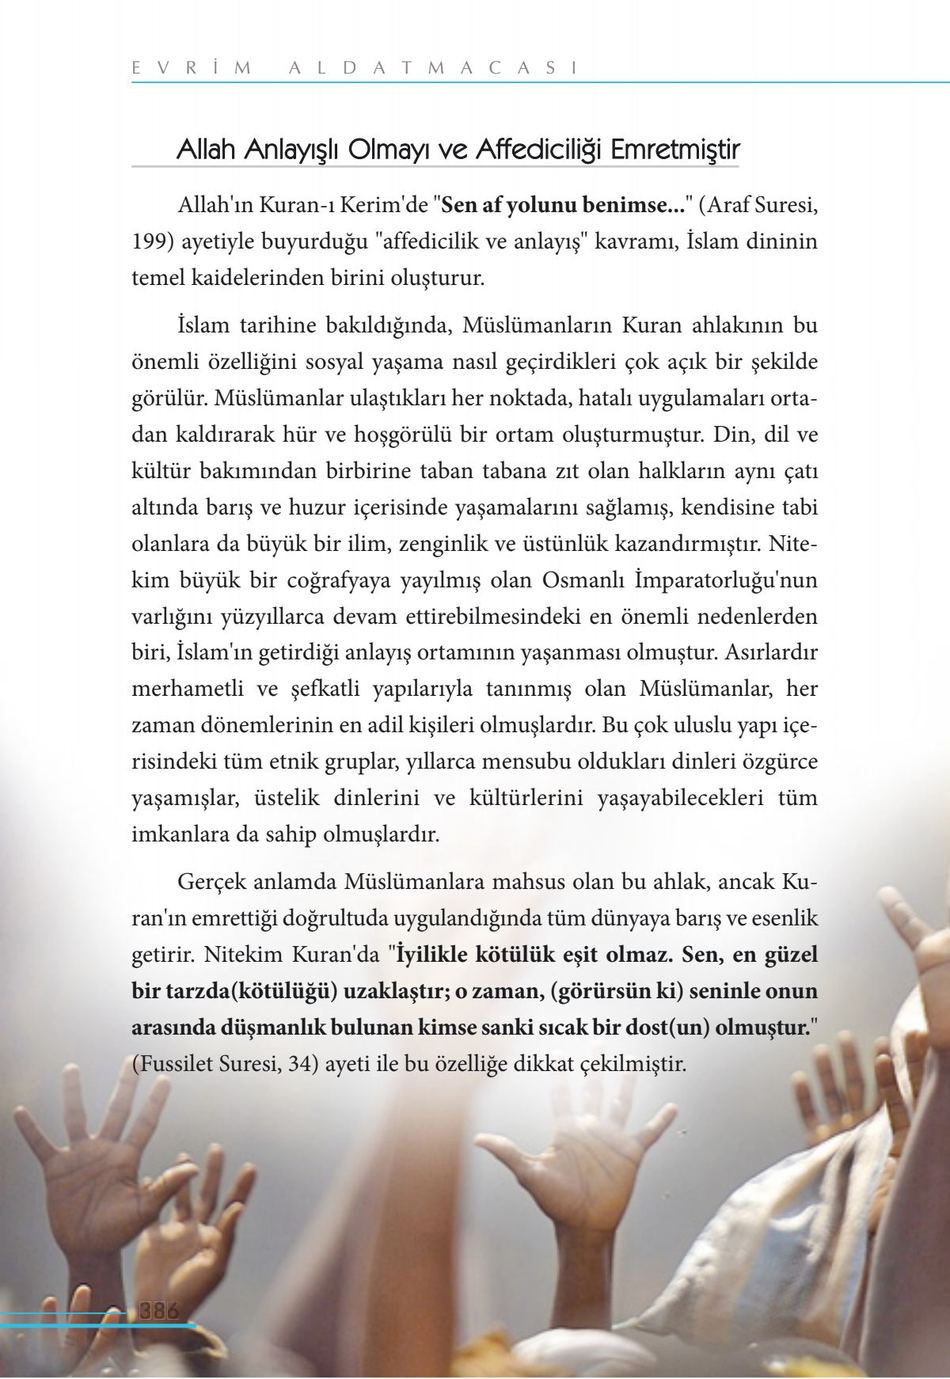 EVRİM ALDATMACASI
Allah Anlayışlı Olmayı ve Affediciliği Emretmiştir
Allah'ın Kuran-ı Kerim'de "Sen af yolunu benimse..." (Araf Suresi,
199) ayetiyle buyurduğu "affedicilik ve anlayış" kavramı, İslam dininin
temel kaidelerinden birini oluşturur.
İslam tarihine bakıldığında, Müslümanların Kuran ahlakının bu
önemli özelliğini sosyal yaşama nasıl geçirdikleri çok açık bir şekilde
görülür. Müslümanlar ulaştıkları her noktada, hatalı uygulamaları orta-
dan kaldırarak hür ve hoşgörülü bir ortam oluşturmuştur. Din, dil ve
kültür bakımından birbirine taban tabana zıt olan halkların aynı çatı
altında barış ve huzur içerisinde yaşamalarını sağlamış, kendisine tabi
olanlara da büyük bir ilim, zenginlik ve üstünlük kazandırmıştır. Nite-
kim büyük bir coğrafyaya yayılmış olan Osmanlı İmparatorluğu'nun
varlığını yüzyıllarca devam ettirebilmesindeki en önemli nedenlerden
biri, İslam'ın getirdiği anlayış ortamının yaşanması olmuştur. Asırlardır
merhametli ve şefkatli yapılarıyla tanınmış olan Müslümanlar, her
zaman dönemlerinin en adil kişileri olmuşlardır. Bu çok uluslu yapı içe-
risindeki tüm etnik gruplar, yıllarca mensubu oldukları dinleri özgürce
yaşamışlar, üstelik dinlerini ve kültürlerini yaşayabilecekleri tüm
imkanlara da sahip olmuşlardır.
Gerçek anlamda Müslümanlara mahsus olan bu ahlak, ancak Ku-
ran'ın emrettiği doğrultuda uygulandığında tüm dünyaya barış ve esenlik
getirir. Nitekim Kuran'da "İyilikle kötülük eşit olmaz. Sen, en güzel
bir tarzda(kötülüğü) uzaklaştır; o zaman, (görürsün ki) seninle onun
arasında düşmanlık bulunan kimse sanki sıcak bir dost(un) olmuştur."
(Fussilet Suresi, 34) ayeti ile bu özelliğe dikkat çekilmiştir.
386